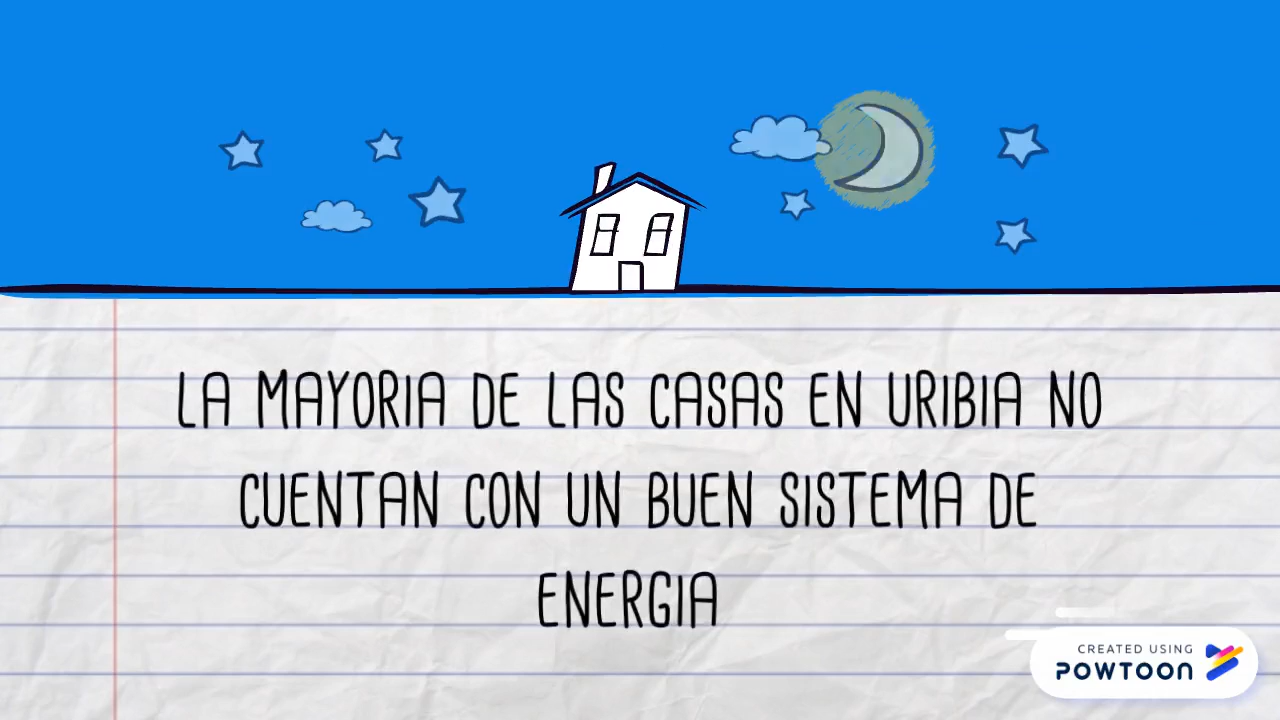 LA MAYORIA DE LAS CASAS EN URIBIA NO
CUENTAN CON UN BUEN SISTEMA DE
ENERGIA
CREATED USING
POWTOON